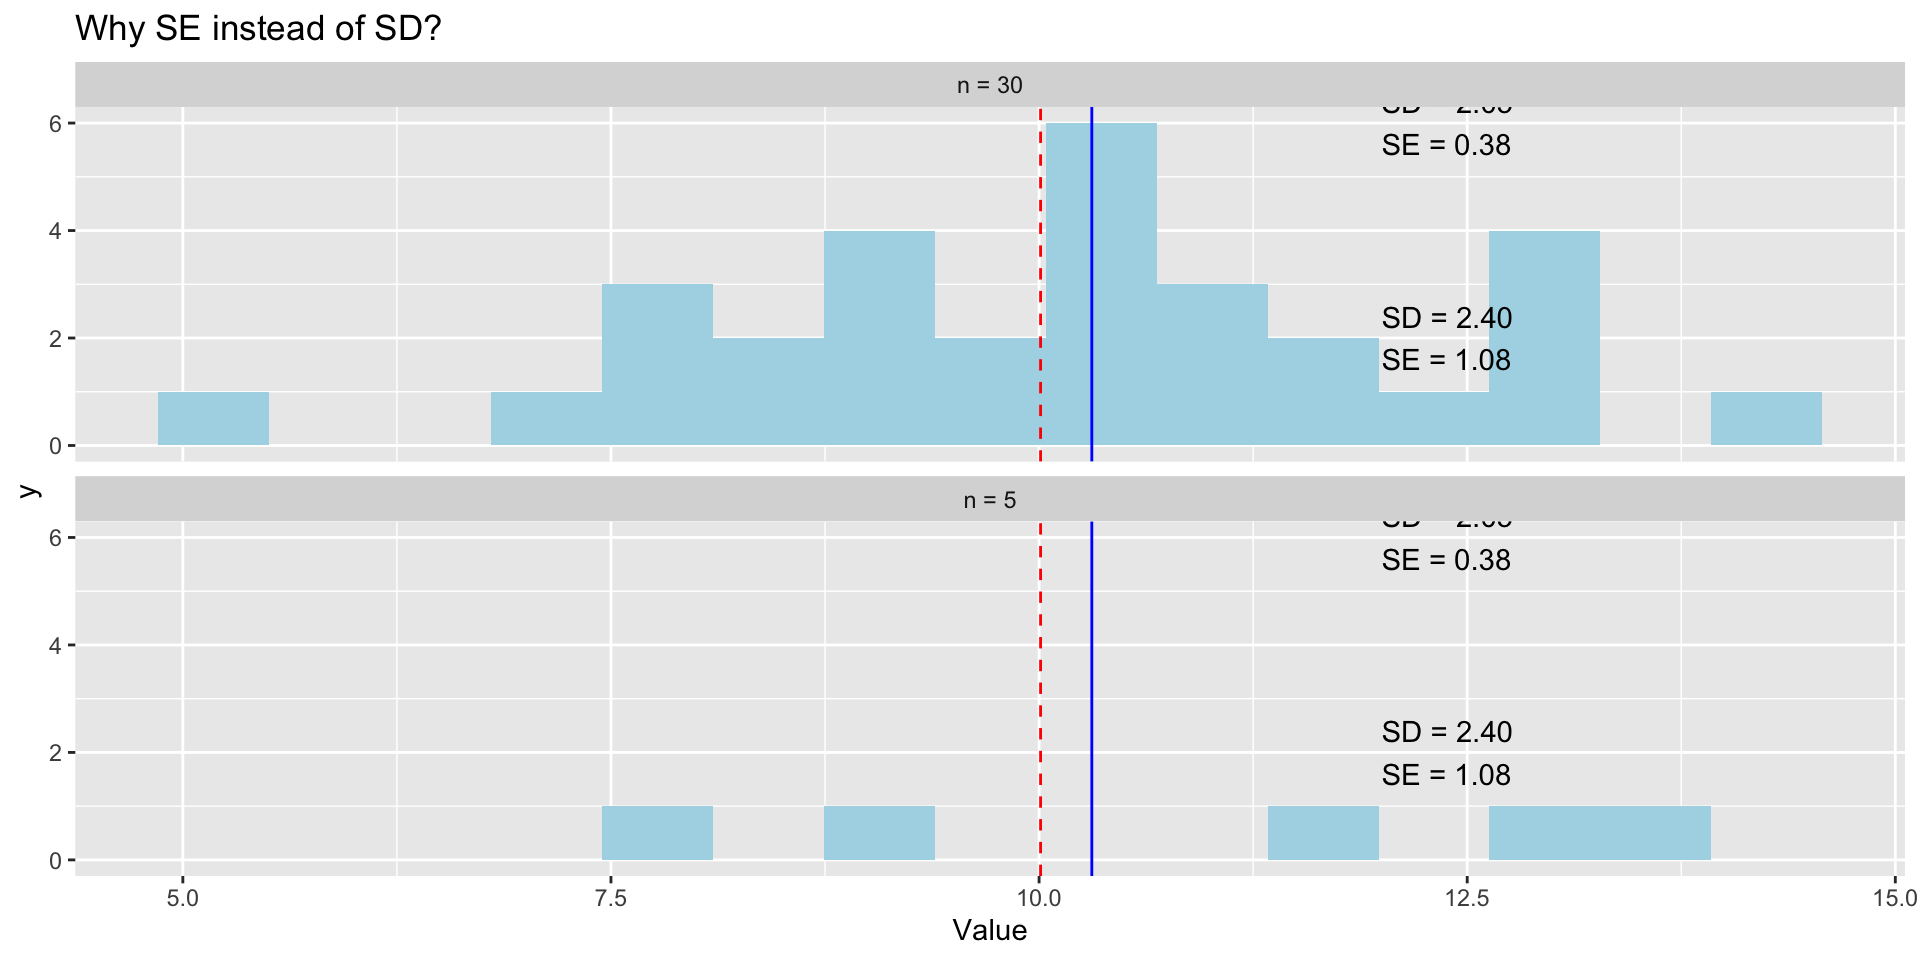 Why SE instead of SD?
n = 30
SE = 0.38
6
4
SD = 2.40
2
SE = 1.08
0
y
n = 5
6
SE = 0.38
4
SD = 2.40
2
SE = 1.08
0
5.0 7.5 10.0 12.5 15.0
Value